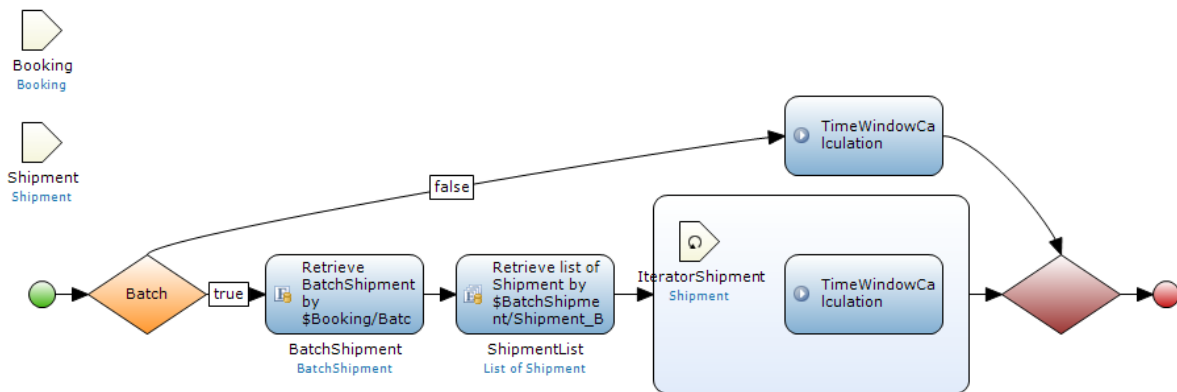 Booking
Booking
Shipment
Shipment
TimeWindowCa
lculation
false
Batch
true
Retrieve
BatchShipment
by
$Booking/Batc
BatchShipment
BatchShipment
Retrieve list of
Shipment by
$BatchShipme
nt/Shipment_B
ShipmentList
List of Shipment
IteratorShipment
Shipment
TimeWindowCa
lculation